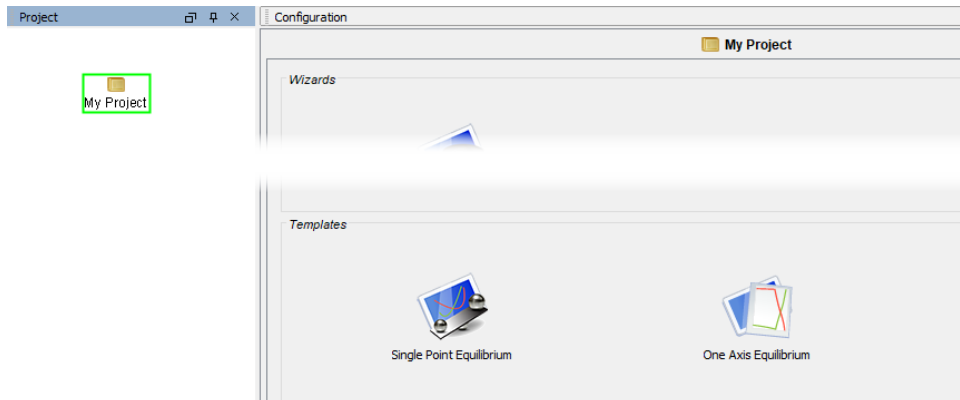 Project
Configuration
My Project
My Project
Wizards
Templates
Single Point Equilibrium
One Axis Equilibrium